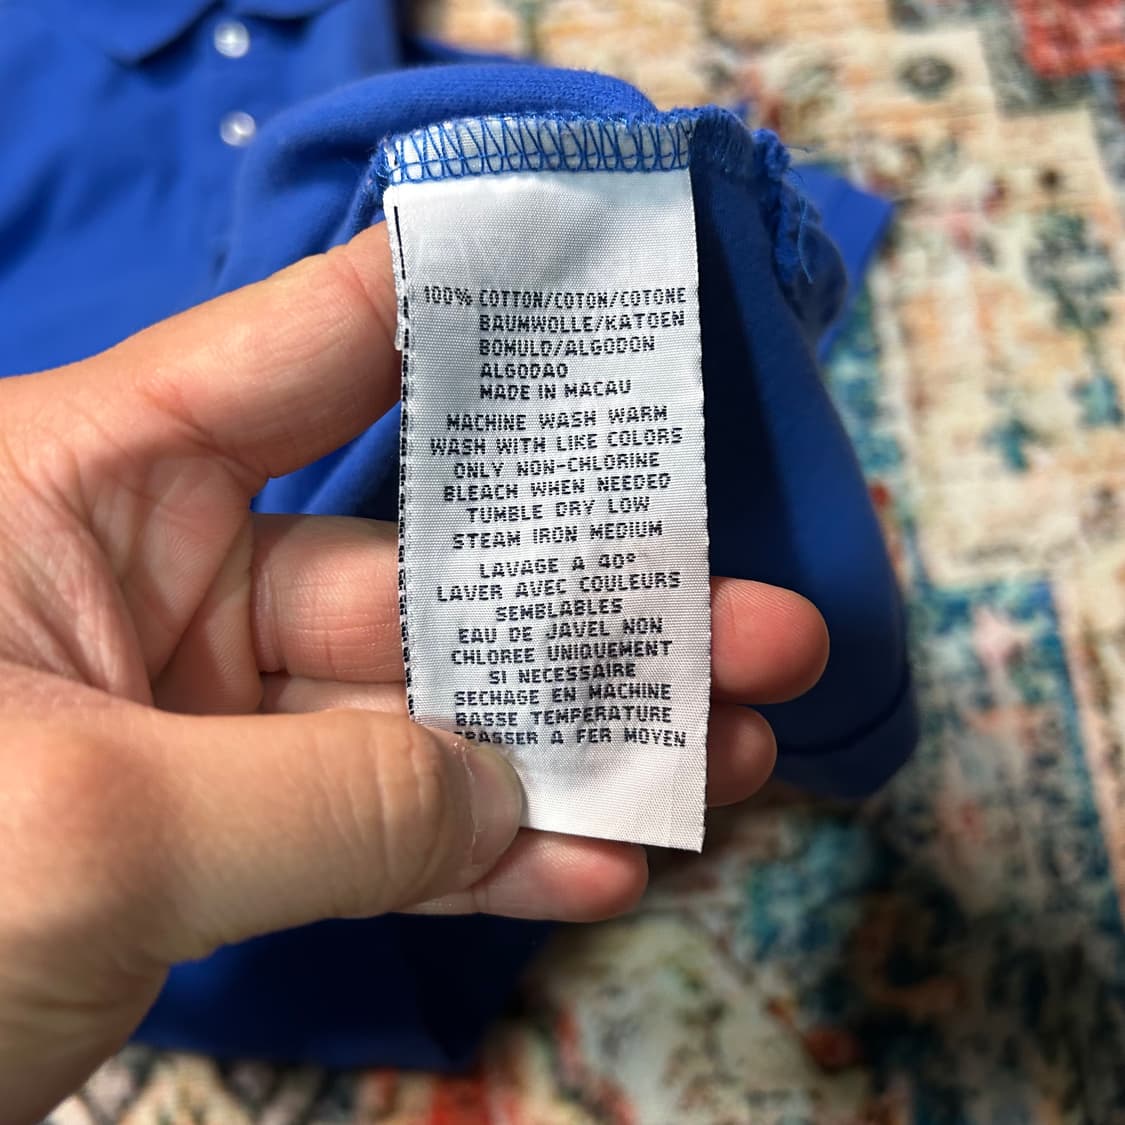 100% COTTON/COTON/COTONE
BAUMWOLLE/KATOEN
BOMULD/ALGODON
ALGODAO
MADE IN MACAU
MACHINE WASH WARM
WASH WITH LIKE COLORS
ONLY NON-CHLORINE
BLEACH WHEN NEEDED
TUMBLE DRY LOW
STEAM IRON MEDIUM
LAVAGE A 40°
LAVER AVEC COULEURS
SEMBLABLES
EAU DE JAVEL NON
CHLOREE UNIQUEMENT
SI NECESSAIRE
SECHAGE EN MACHINE
BASSE TEMPERATURE
A FER MOYEN